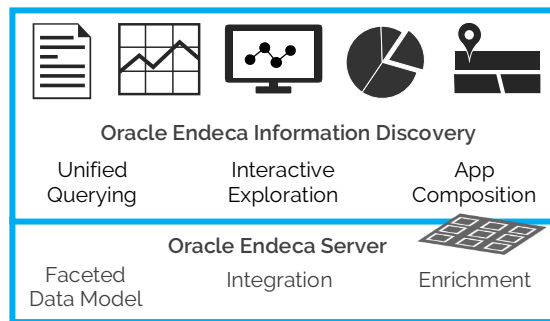 Oracle Endeca Information Discovery
Unified
Querying
Interactive
Exploration
App
Composition
Oracle Endeca Server
Faceted
Data Model
Integration
Enrichment